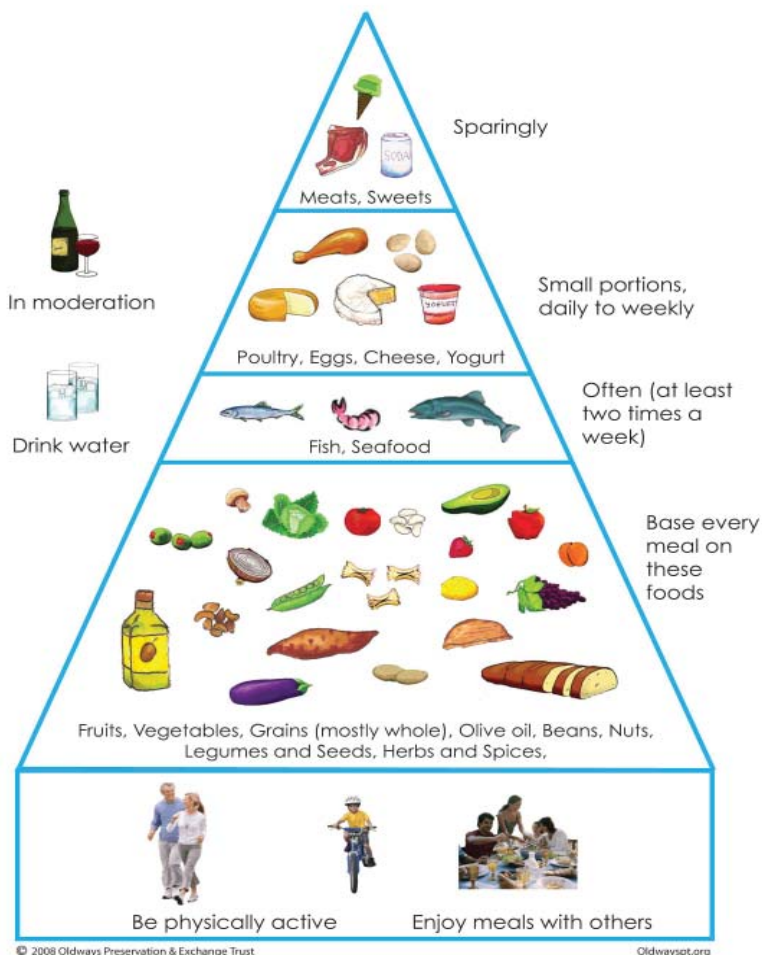 SODA
Sparingly
Meats, Sweets
In moderation
YOGURT
Small portions,
daily to weekly
Poultry, Eggs, Cheese, Yogurt
Drink water
Often (at least
two times a
week)
Fish, Seafood
Base every
meal on
these
foods
Fruits, Vegetables, Grains (mostly whole), Olive oil, Beans, Nuts,
Legumes and Seeds, Herbs and Spices,
Be physically active
Enjoy meals with others
© 2008 Oldways Preservation & Exchange Trust
Oldwayspt.org